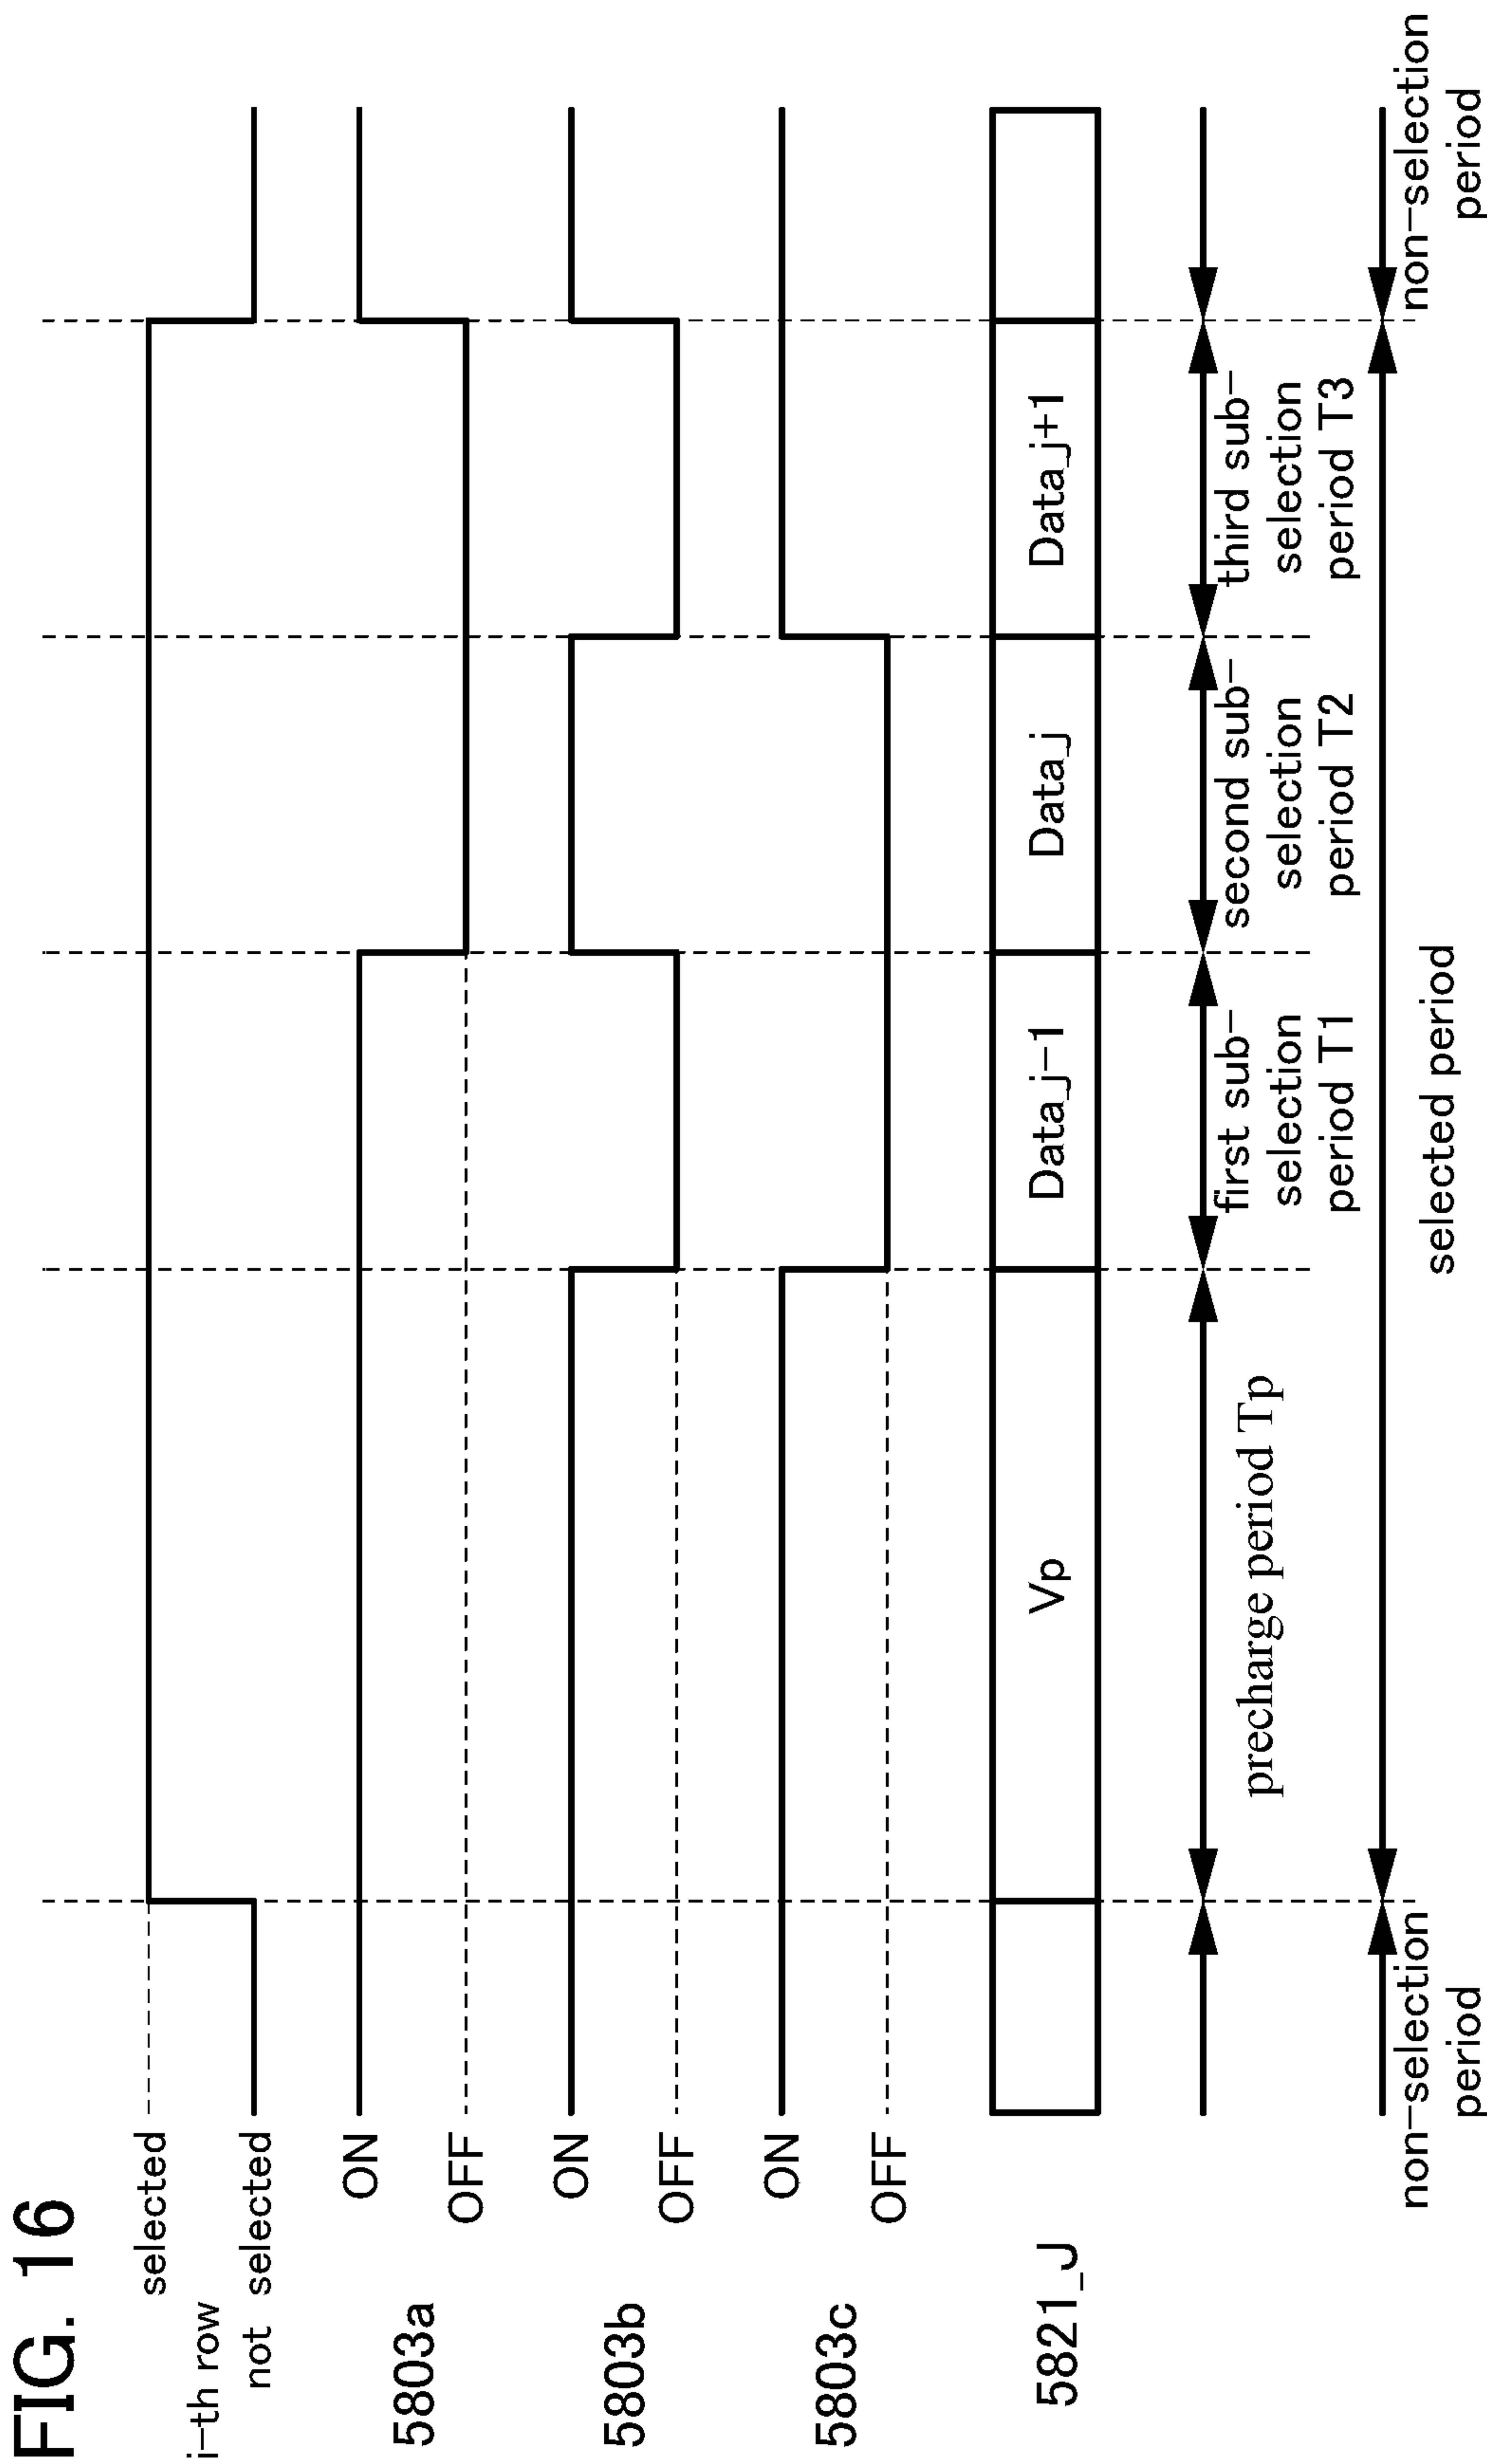 FIG. 16
selected
i-th row
not selected
ON
5803a
OFF
ON
5803b
OFF
ON
5803c
OFF
5821_J
Vp
Data_j-1
Data_j
Data_j+1
precharge period Tp
first sub-
selection
period T1
second sub-
selection
period T2
third sub-
selection
period T3
non-selection
period
selected period
non-selection
period